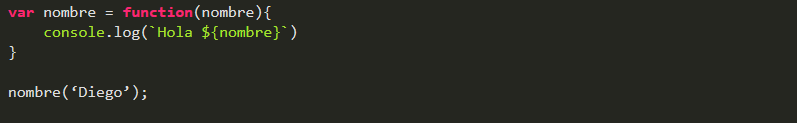 var nombre = function(nombre){
    console.log(`Hola ${nombre}`)
}
nombre(‘Diego’);